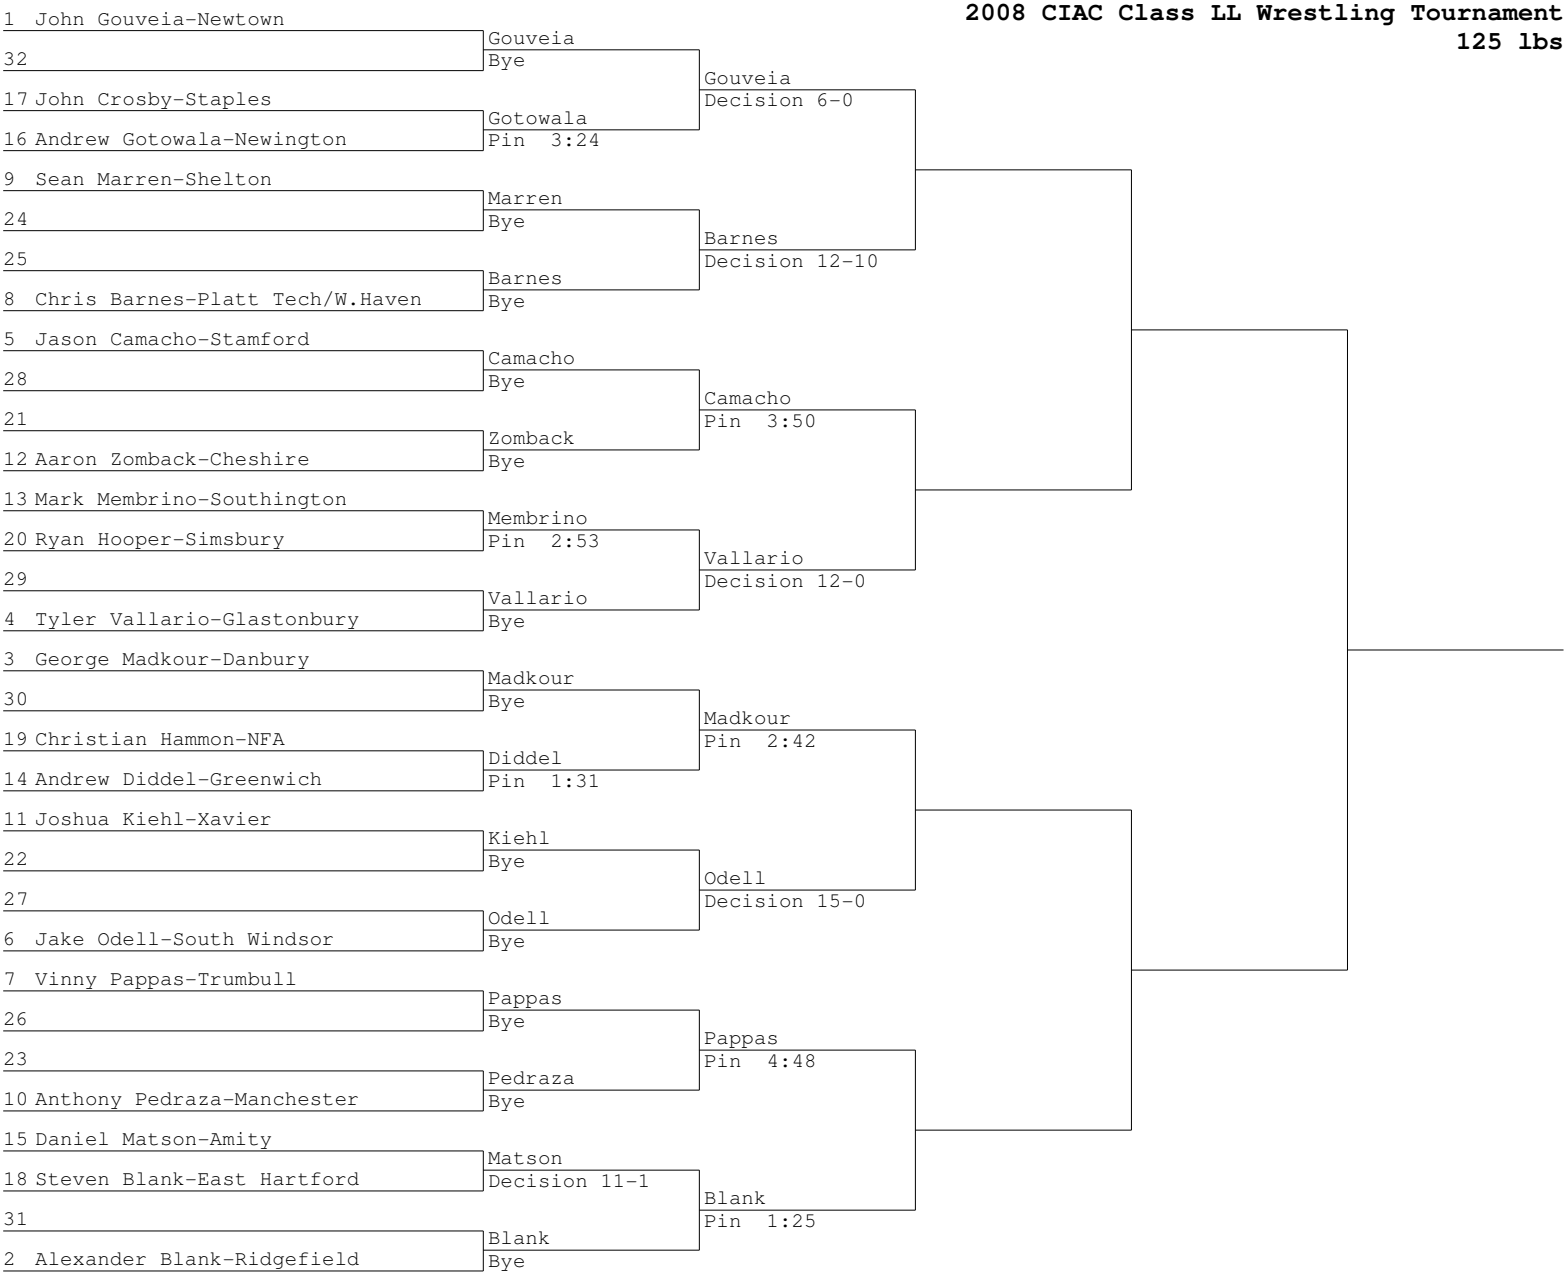 2008 CIAC Class LL Wrestling Tournament
125 lbs
1 John Gouveia-Newtown
32
17 John Crosby-Staples
16 Andrew Gotowala-Newington
9 Sean Marren-Shelton
24
25
8 Chris Barnes-Platt Tech/W.Haven
5 Jason Camacho-Stamford
28
21
12 Aaron Zomback-Cheshire
13 Mark Membrino-Southington
20 Ryan Hooper-Simsbury
29
4 Tyler Vallario-Glastonbury
3 George Madkour-Danbury
30
19 Christian Hammon-NFA
14 Andrew Diddel-Greenwich
11 Joshua Kiehl-Xavier
22
27
6 Jake Odell-South Windsor
7 Vinny Pappas-Trumbull
26
23
10 Anthony Pedraza-Manchester
15 Daniel Matson-Amity
18 Steven Blank-East Hartford
31
2 Alexander Blank-Ridgefield
Gouveia
Bye
Gotowala
Pin 3:24
Marren
Bye
Barnes
Bye
Camacho
Bye
Zomback
Bye
Membrino
Pin 2:53
Vallario
Bye
Madkour
Bye
Diddel
Pin 1:31
Kiehl
Bye
Odell
Bye
Pappas
Bye
Pedraza
Bye
Matson
Decision 11-1
Blank
Bye
Gouveia
Decision 6-0
Barnes
Decision 12-10
Camacho
Pin 3:50
Vallario
Decision 12-0
Madkour
Pin 2:42
Odell
Decision 15-0
Pappas
Pin 4:48
Blank
Pin 1:25